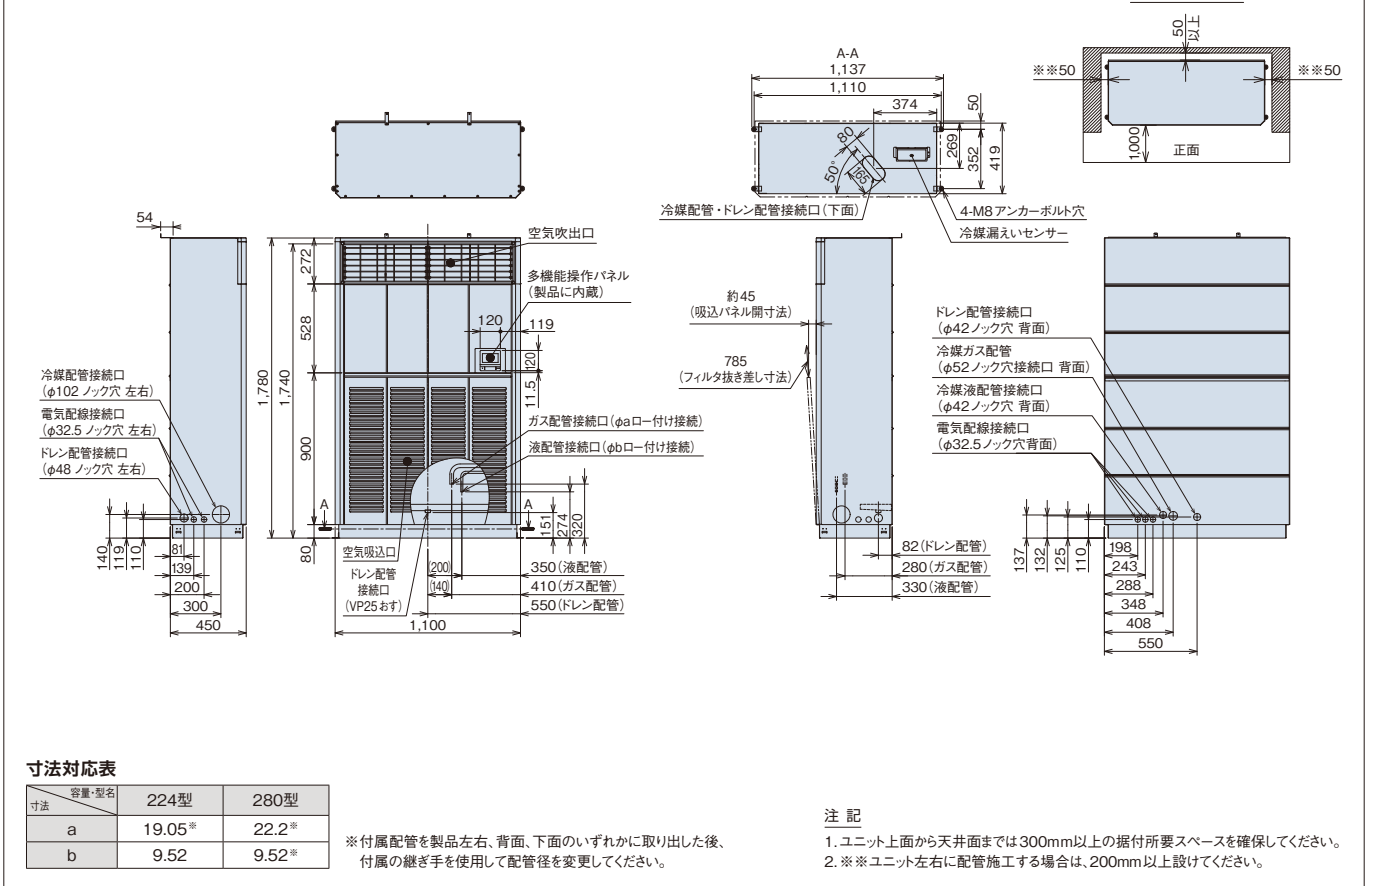 50
以上
※※50
※※50
1,000
正面
A-A
1,137
1,110
374
50
80
50°
165
269
352
419
冷媒配管・ドレン配管接続口(下面)
4-M8アンカーボルト穴
冷媒漏えいセンサー
54
冷媒配管接続口
(φ102 ノック穴 左右)
電気配線接続口
(φ32.5 ノック穴 左右)
ドレン配管接続口
(φ48 ノック穴 左右)
140
119
110
81
139
200
300
450
1,780
1,740
272
528
900
80
空気吹出口
多機能操作パネル
(製品に内蔵)
120
119
120
11.5
ガス配管接続口(φaロー付け接続)
液配管接続口(φbロー付け接続)
A
A
151
274
320
空気吸込口
ドレン配管
接続口
(VP25おす)
(200)
(140)
350(液配管)
410(ガス配管)
550(ドレン配管)
1,100
約45
(吸込パネル開寸法)
785
(フィルタ抜き差し寸法)
82(ドレン配管)
280(ガス配管)
330(液配管)
ドレン配管接続口
(φ42ノック穴 背面)
冷媒ガス配管
(φ52ノック穴接続口 背面)
冷媒液配管接続口
(φ42ノック穴 背面)
電気配線接続口
(φ32.5ノック穴背面)
137
132
125
110
198
243
288
348
408
550
寸法対応表
容量・型名
寸法
224型 280型
a 19.05※ 22.2※
b 9.52 9.52※
※付属配管を製品左右、背面、下面のいずれかに取り出した後、
付属の継ぎ手を使用して配管径を変更してください。
注 記
1.ユニット上面から天井面までは300mm以上の据付所要スペースを確保してください。
2.※※ユニット左右に配管施工する場合は、200mm以上設けてください。